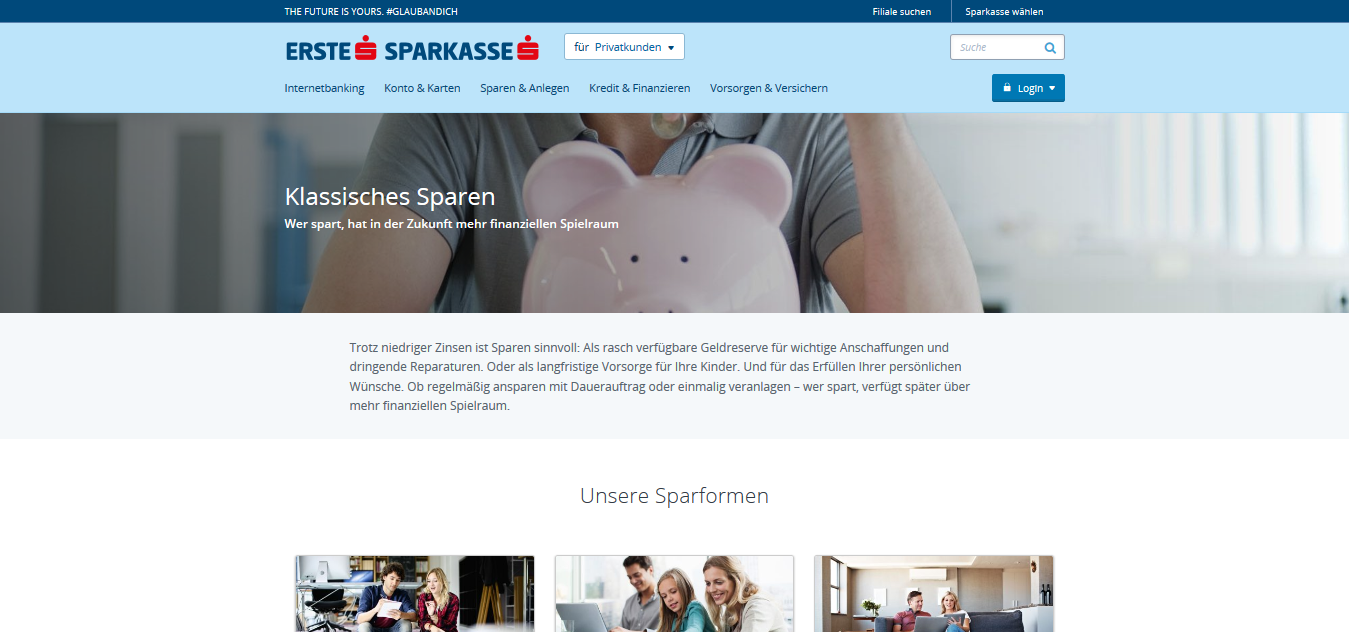 THE FUTURE IS YOURS. #GLAUBANDICH
Filiale suchen
Sparkasse wählen
ERSTE SPARKASSE
für Privatkunden
Suche
Internetbanking
Konto & Karten
Sparen & Anlegen
Kredit & Finanzieren
Vorsorgen & Versichern
Login
Klassisches Sparen
Wer spart, hat in der Zukunft mehr finanziellen Spielraum
Trotz niedriger Zinsen ist Sparen sinnvoll: Als rasch verfügbare Geldreserve für wichtige Anschaffungen und
dringende Reparaturen. Oder als langfristige Vorsorge für Ihre Kinder. Und für das Erfüllen Ihrer persönlichen
Wünsche. Ob regelmäßig ansparen mit Dauerauftrag oder einmalig veranlagen – wer spart, verfügt später über
mehr finanziellen Spielraum.
Unsere Sparformen